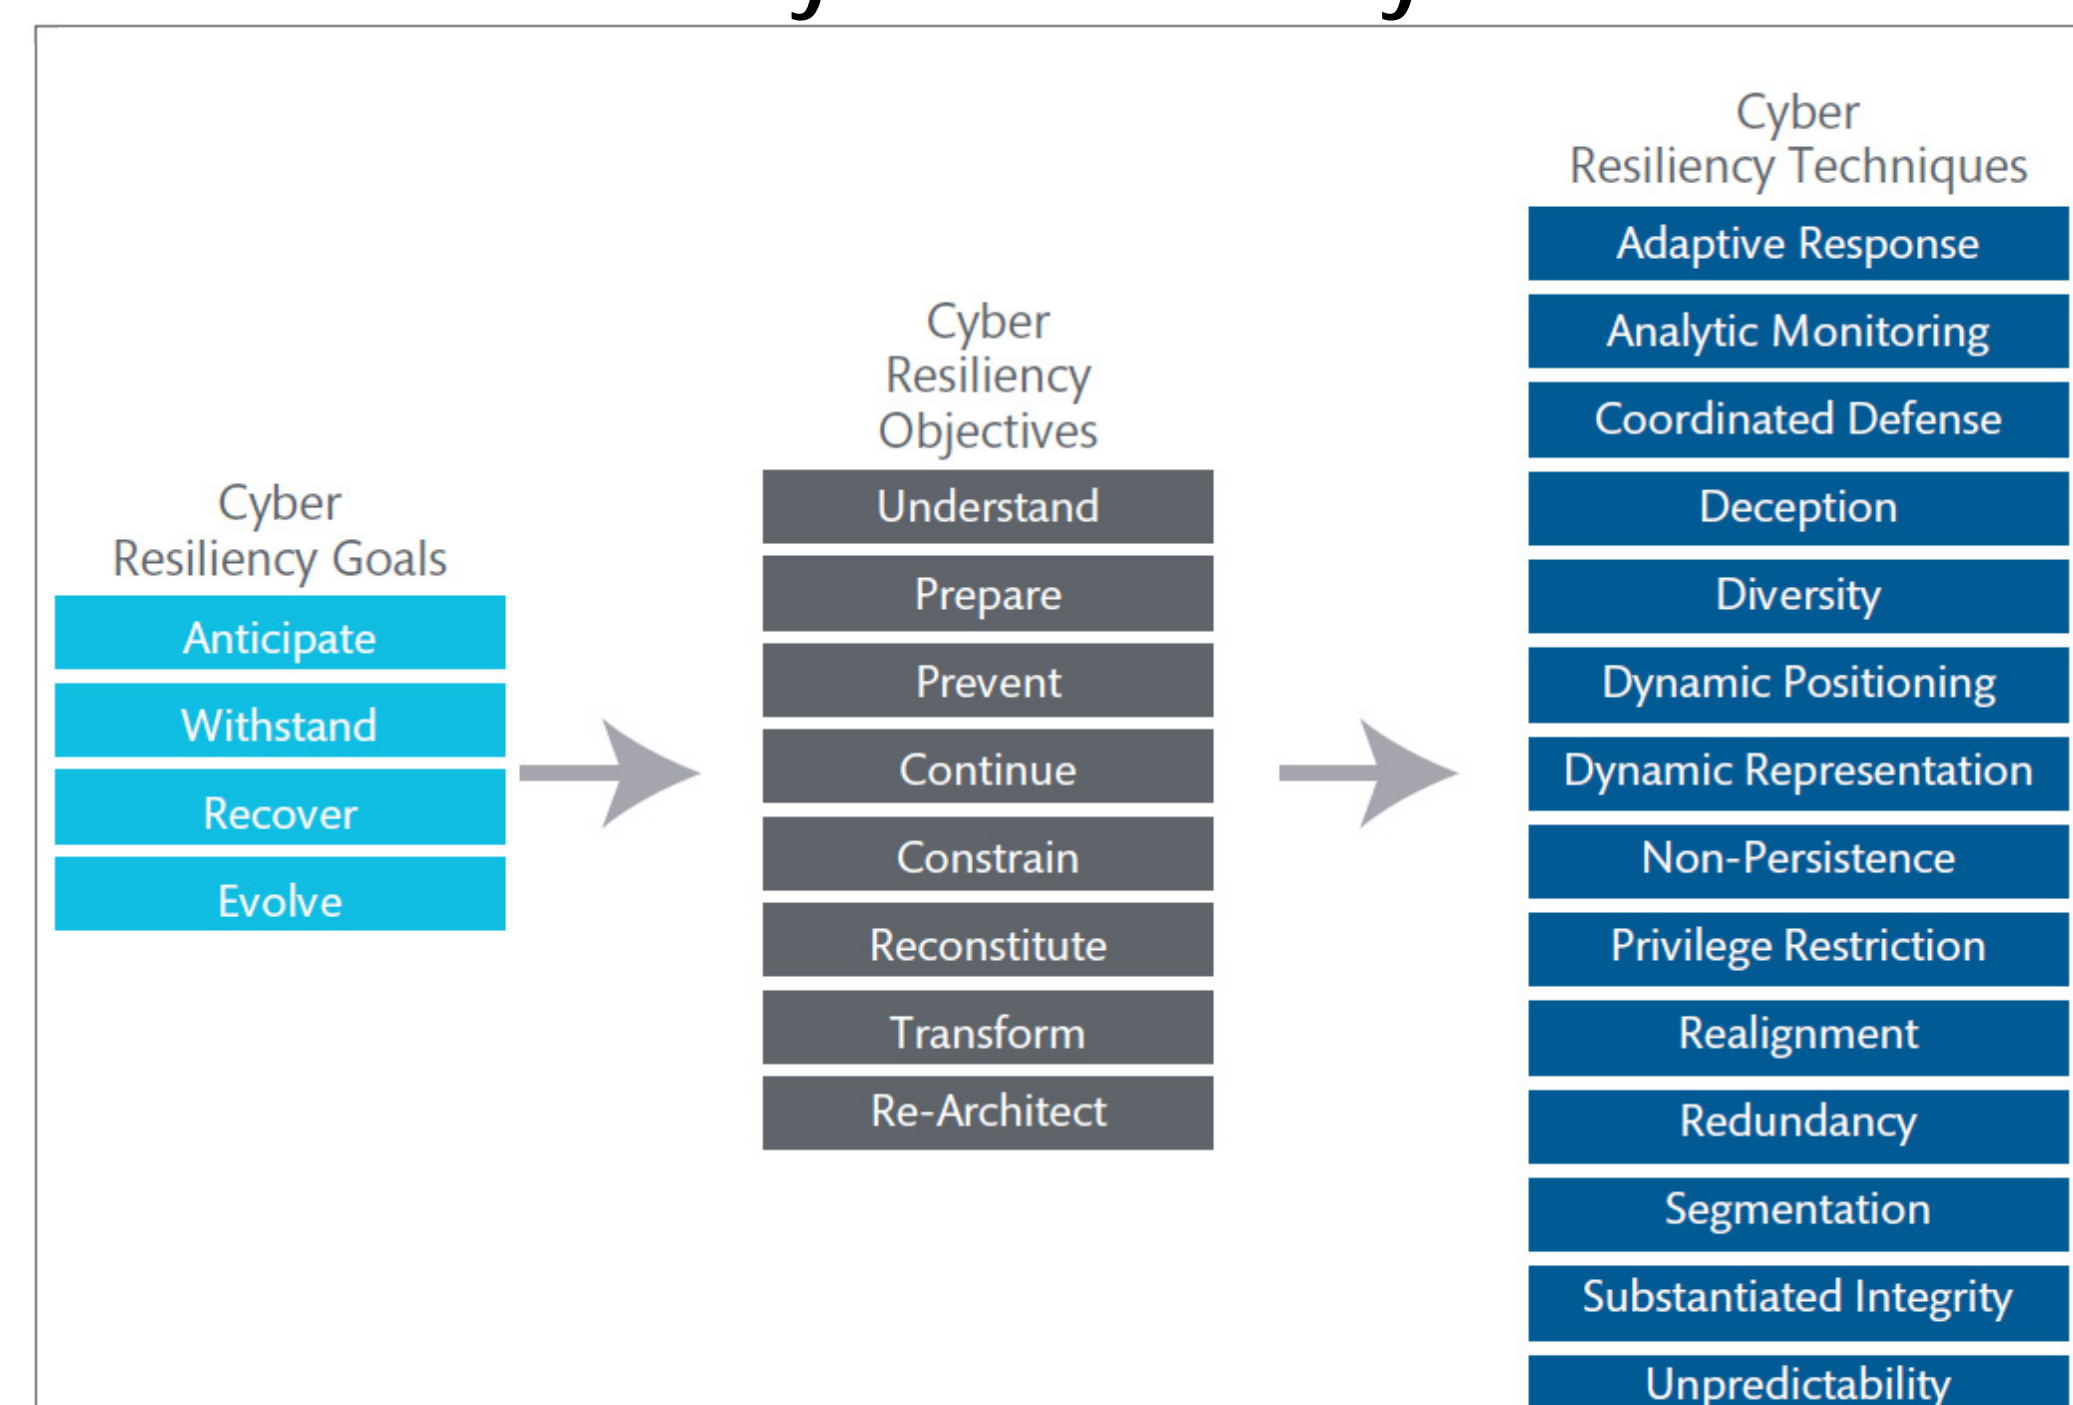 Cyber
Resiliency Goals
Anticipate
Withstand
Recover
Evolve
Cyber
Resiliency
Objectives
Understand
Prepare
Prevent
Continue
Constrain
Reconstitute
Transform
Re-Architect
Cyber
Resiliency Techniques
Adaptive Response
Analytic Monitoring
Coordinated Defense
Deception
Diversity
Dynamic Positioning
Dynamic Representation
Non-Persistence
Privilege Restriction
Realignment
Redundancy
Segmentation
Substantiated Integrity
Unpredictability